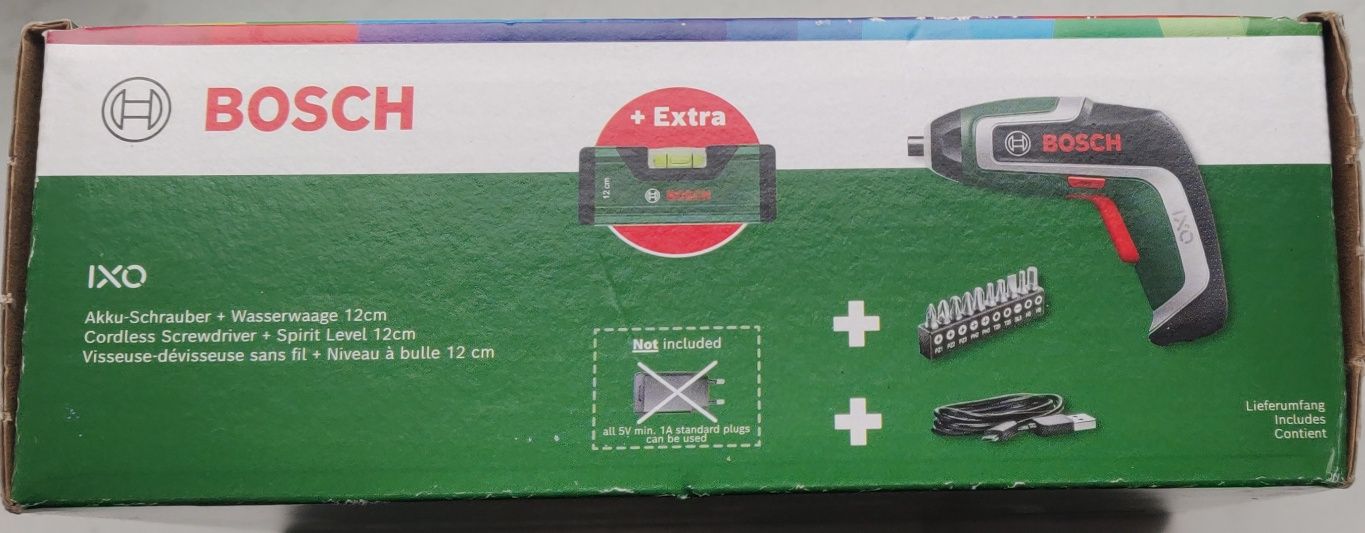 BOSCH
+ Extra
12 cm
BOSCH
BOSCH
IXO
IXO
Akku-Schrauber + Wasserwaage 12cm
Cordless Screwdriver + Spirit Level 12cm
Visseuse-dévisseuse sans fil + Niveau à bulle 12 cm
Not included
all 5V min. 1A standard plugs
can be used
Lieferumfang
Includes
Contient